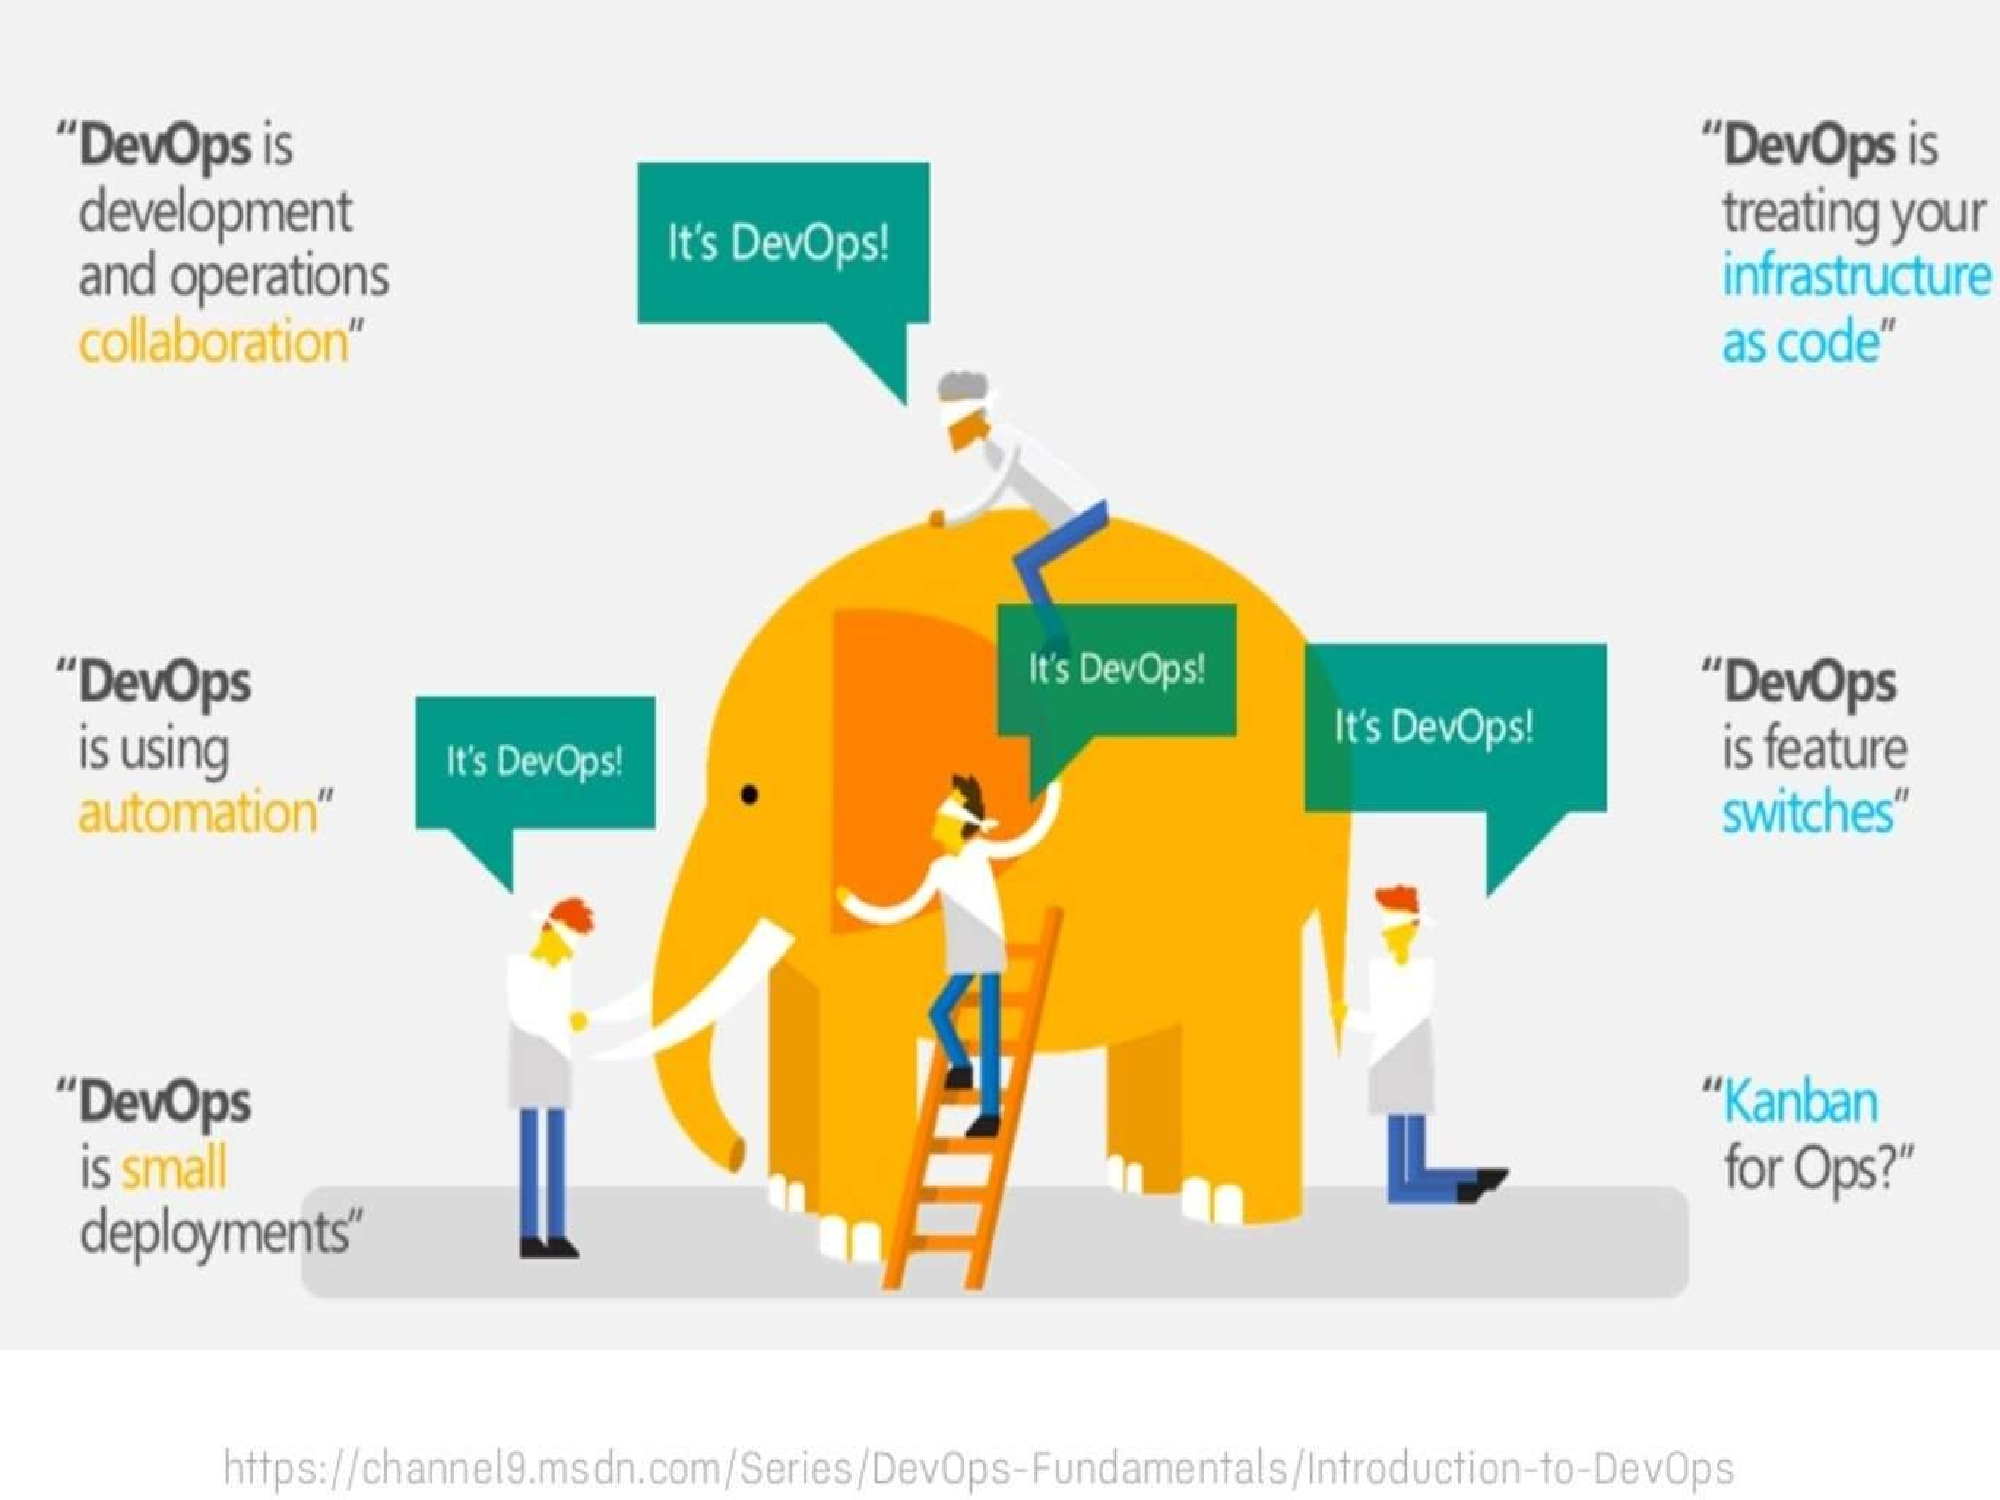 “DevOps is
development
and operations
collaboration”
“DevOps
is using
automation”
“DevOps
is small
deployments”
It’s DevOps!
It’s DevOps!
It’s DevOps!
It’s DevOps!
“DevOps is
treating your
infrastructure
as code”
“DevOps
is feature
switches”
“Kanban
for Ops?”
https://channel9.msdn.com/Series/DevOps-Fundamentals/Introduction-to-DevOps